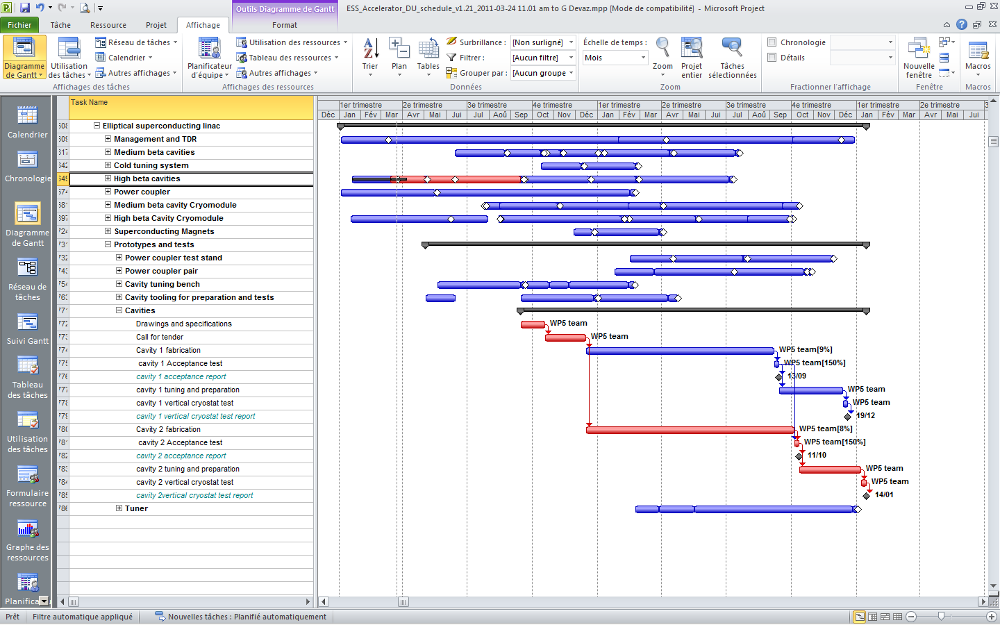 Outils Diagramme de Gantt
ESS_Accelerator_DU_schedule_v1.21_2011-03-24 11.01 am to G Devaz.mpp [Mode de compatibilité] - Microsoft Project
Fichier Tâche Ressource Projet Affichage Format
Diagramme de Gantt
Utilisation des tâches
Réseau de tâches
Calendrier
Autres affichages
Affichages des tâches
Planificateur d'équipe
Utilisation des ressources
Tableau des ressources
Autres affichages
Affichages des ressources
Trier
Plan
Tables
Surbrillance : [Non surligné]
Filtrer : [Aucun filtre]
Grouper par : [Aucun groupe
Données
Échelle de temps :
Mois
Zoom
Projet entier
Tâches sélectionnées
Zoom
Chronologie
Détails
Fractionner l'affichage
Nouvelle fenêtre
Fenêtre
Macros
Macros
Calendrier
Chronologie
Diagramme de Gantt
Réseau de tâches
Suivi Gantt
Tableau des tâches
Utilisation des tâches
Formulaire ressource
Graphe des ressources
Planifica
Task Name
1er trimestre 2e trimestre 3e trimestre 4e trimestre 1er trimestre 2e trimestre 3e trimestre 4e trimestre 1er trimestre 2e trimestre 3
Déc Jan Fév Mar Avr Mai Jui Jul Aoû Sep Oct Nov Déc Jan Fév Mar Avr Mai Jui Jul Aoû Sep Oct Nov Déc Jan Fév Mar Avr Mai Jui
608 Elliptical superconducting linac
609 Management and TDR
617 Medium beta cavities
642 Cold tuning system
649 High beta cavities
674 Power coupler
681 Medium beta cavity Cryomodule
697 High beta Cavity Cryomodule
724 Superconducting Magnets
731 Prototypes and tests
732 Power coupler test stand
743 Power coupler pair
754 Cavity tuning bench
763 Cavity tooling for preparation and tests
771 Cavities
772 Drawings and specifications WP5 team
773 Call for tender WP5 team
774 Cavity 1 fabrication WP5 team[9%]
775 cavity 1 Acceptance test WP5 team[150%]
776 cavity 1 acceptance report 13/09
777 cavity 1 tuning and preparation WP5 team
778 cavity 1 vertical cryostat test WP5 team
779 cavity 1 vertical cryostat test report 19/12
780 Cavity 2 fabrication WP5 team[8%]
781 cavity 2 Acceptance test WP5 team[150%]
782 cavity 2 acceptance report 11/10
783 cavity 2 tuning and preparation WP5 team
784 cavity 2 vertical cryostat test WP5 team
785 cavity 2vertical cryostat test report 14/01
786 Tuner
Prêt Filtre automatique appliqué Nouvelles tâches : Planifié automatiquement